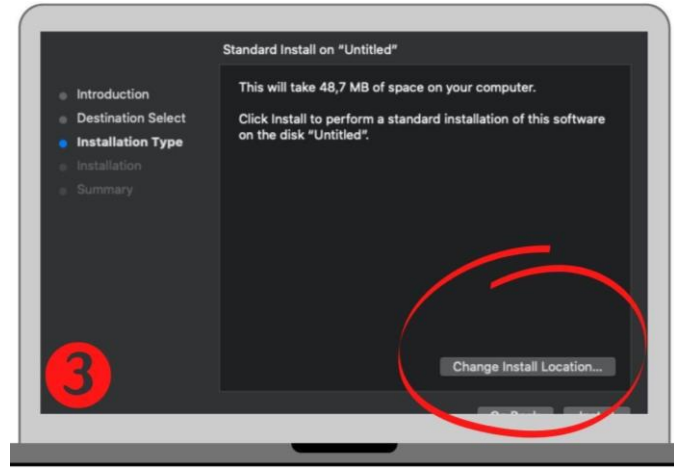 Standard Install on “Untitled”
Introduction
Destination Select
Installation Type
Installation
Summary
This will take 48,7 MB of space on your computer.
Click Install to perform a standard installation of this software
on the disk “Untitled”.
Change Install Location...
3